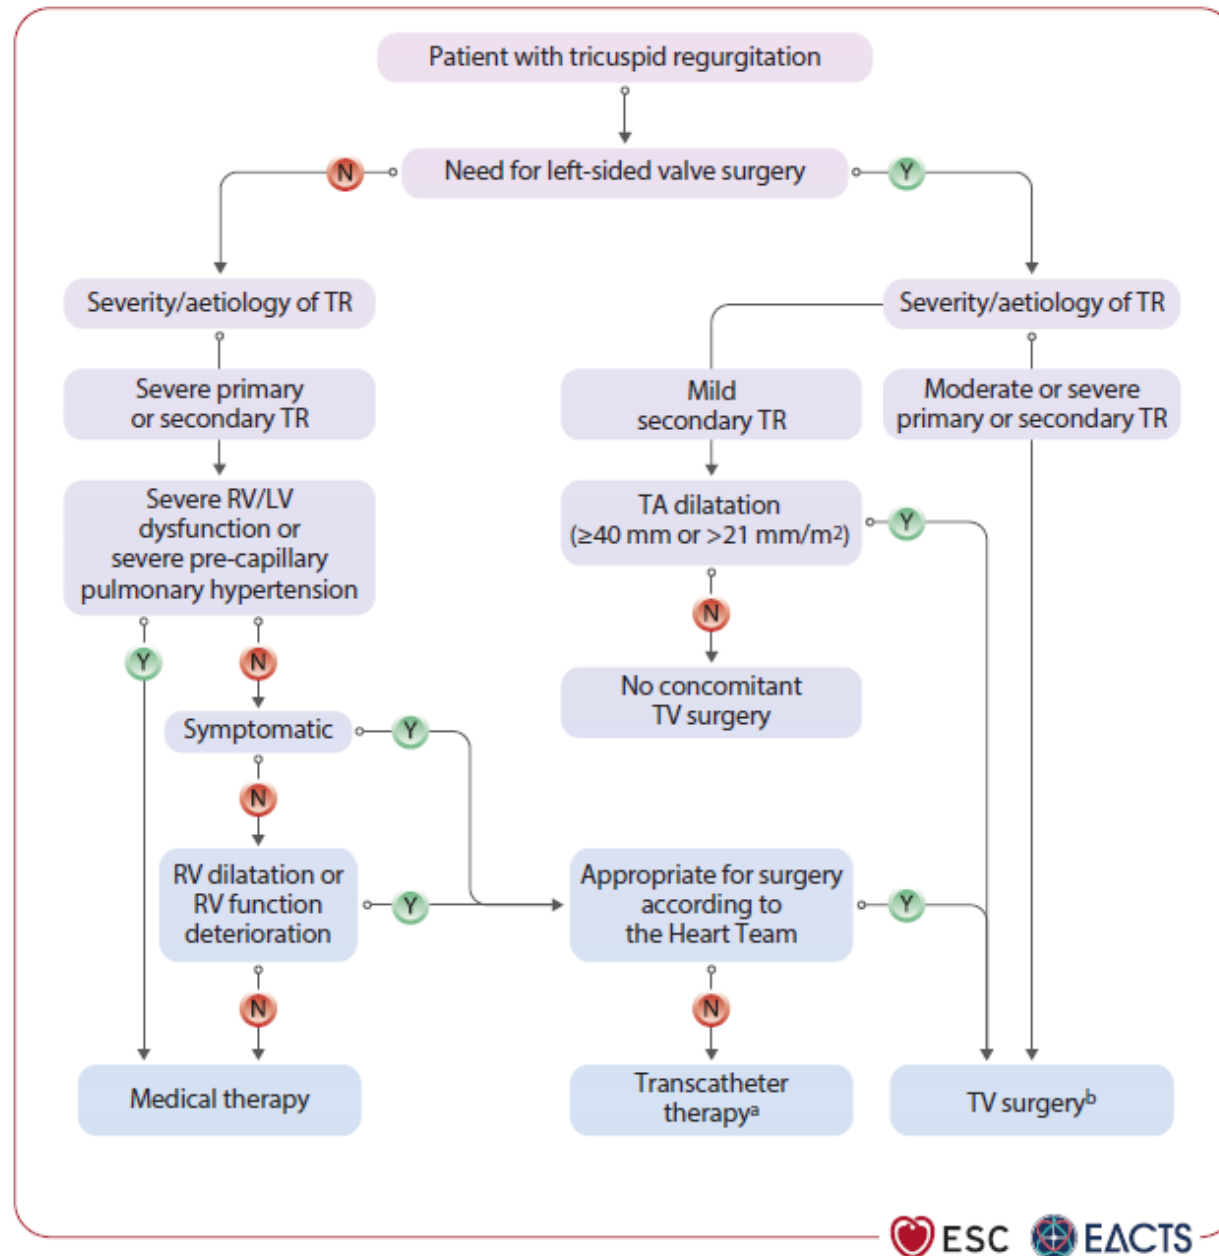 Patient with tricuspid regurgitation
N
Need for left-sided valve surgery
Y
Severity/aetiology of TR
Severity/aetiology of TR
Severe primary
or secondary TR
Mild
secondary TR
Moderate or severe
primary or secondary TR
Severe RV/LV
dysfunction or
severe pre-capillary
pulmonary hypertension
TA dilatation
(≥40 mm or >21 mm/m²)
Y
N
Y
N
No concomitant
TV surgery
Symptomatic
Y
N
RV dilatation or
RV function
deterioration
Y
Appropriate for surgery
according to
the Heart Team
Y
N
N
Medical therapy
Transcatheter
therapyᵃ
TV surgeryᵇ
ESC
EACTS